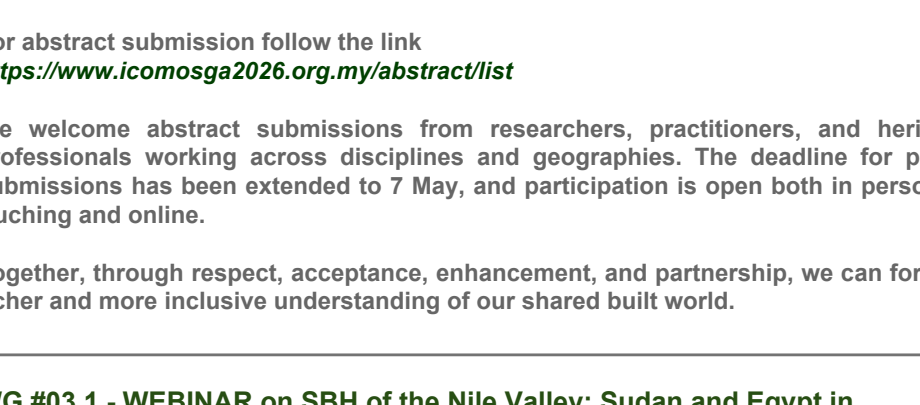 or abstract submission follow the link
tps://www.icomosga2026.org.my/abstract/list
e welcome abstract submissions from researchers, practitioners, and heri
rofessionals working across disciplines and geographies. The deadline for p
ubmissions has been extended to 7 May, and participation is open both in perso
uching and online.
ogether, through respect, acceptance, enhancement, and partnership, we can for
cher and more inclusive understanding of our shared built world.
G #03.1 - WEBINAR on SBH of the Nile Valley: Sudan and Egypt in